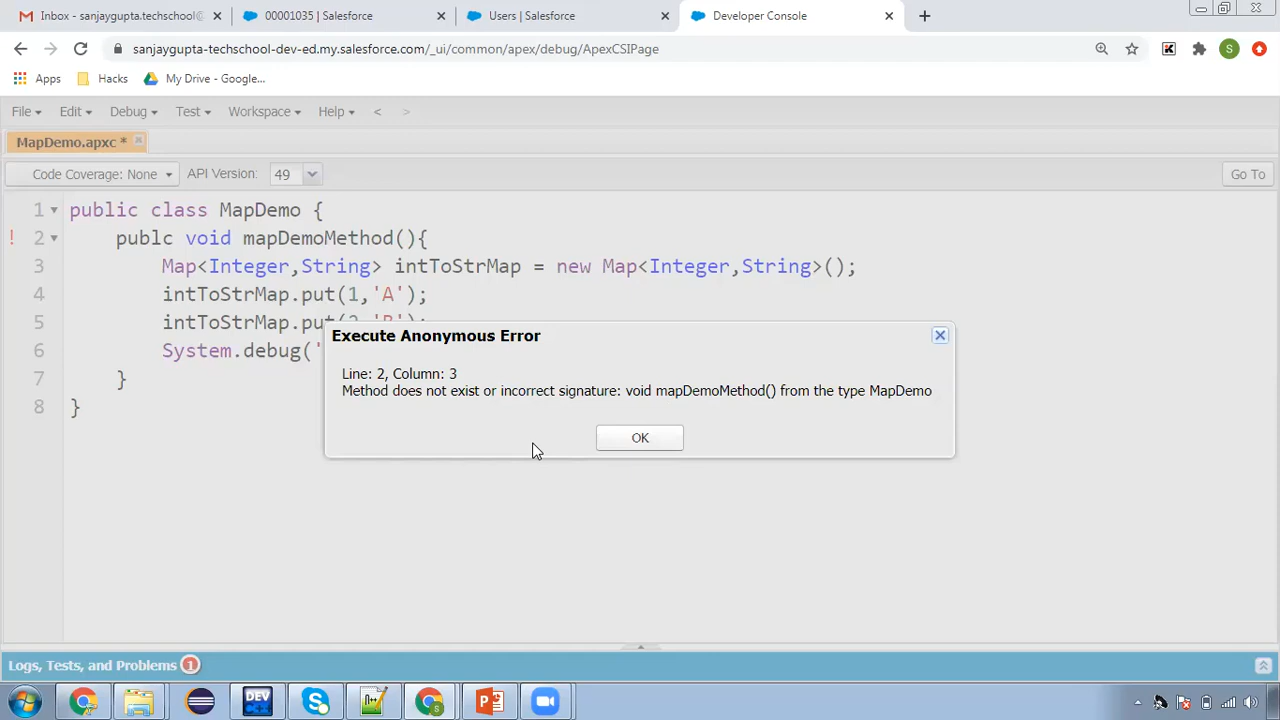 Inbox - sanjaygupta.techschool@
00001035 | Salesforce
Users | Salesforce
Developer Console
sanjaygupta-techschool-dev-ed.my.salesforce.com/_ui/common/apex/debug/ApexCSIPage
S
Apps
Hacks
My Drive - Google...
File
Edit
Debug
Test
Workspace
Help
<
>
MapDemo.apxc *
Code Coverage: None
API Version:
49
Go To
1 public class MapDemo {
! 2 publc void mapDemoMethod(){
3 Map<Integer,String> intToStrMap = new Map<Integer,String>();
4 intToStrMap.put(1,'A');
5 intToStrMap.put(2,'B');
6 System.debug('
7 }
8 }
Execute Anonymous Error
Line: 2, Column: 3
Method does not exist or incorrect signature: void mapDemoMethod() from the type MapDemo
OK
Logs, Tests, and Problems 1
DEV
C++